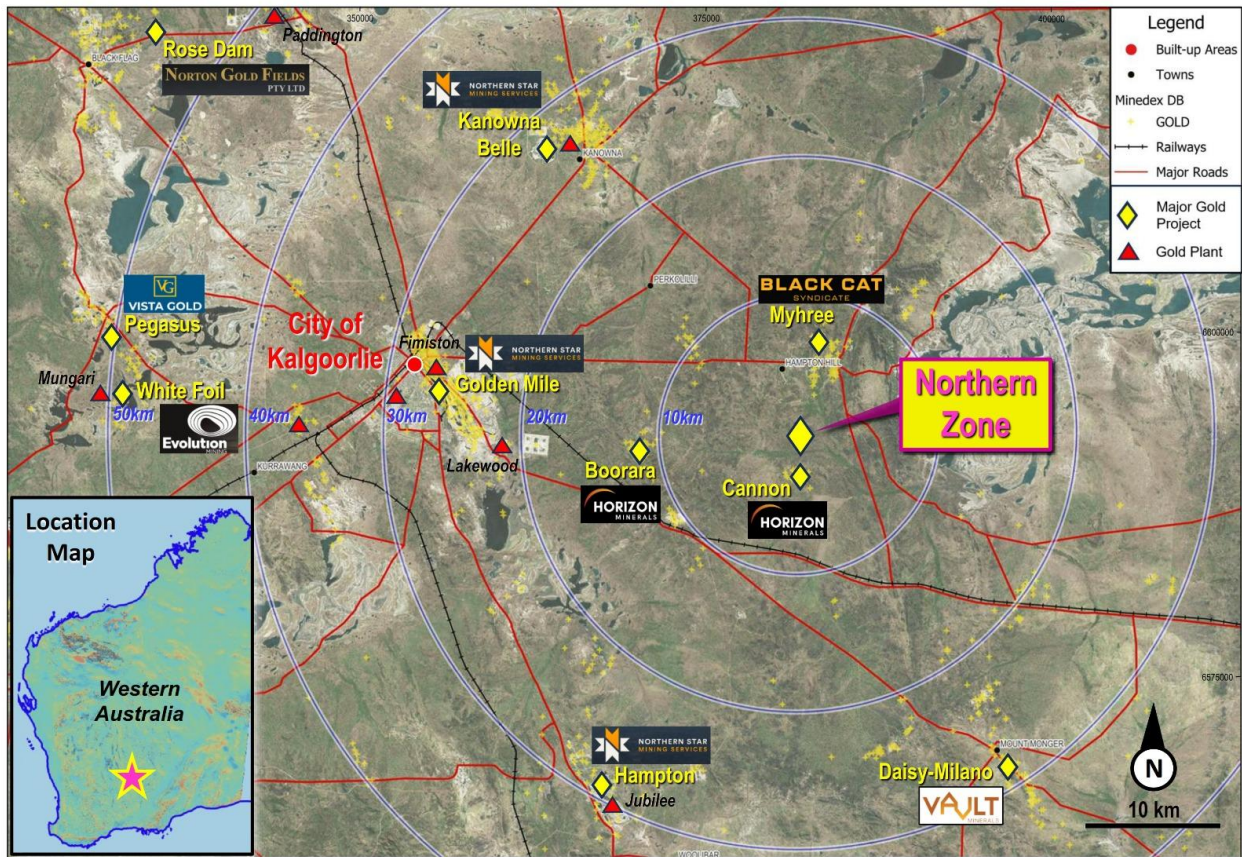 350000
375000
400000
Legend
Built-up Areas
Towns
Minedex DB
GOLD
Railways
Major Roads
Major Gold
Project
Gold Plant
Rose Dam
Paddington
BLACK FLAG
NORTON GOLD FIELDS
PTY LTD
NORTHERN STAR
MINING SERVICES
Kanowna
Belle
KANOWNA
PERKOLILLI
VG
VISTA GOLD
Pegasus
City of
Kalgoorlie
Fimiston
NORTHERN STAR
MINING SERVICES
Golden Mile
BLACK CAT
SYNDICATE
Myhree
HAMPTON HILL
6600000
Northern
Zone
Mungari
White Foil
Evolution
MINING
50km
40km
30km
20km
10km
KURRAWANG
Lakewood
Boorara
HORIZON
MINERALS
Cannon
HORIZON
MINERALS
Location
Map
Western
Australia
6575000
NORTHERN STAR
MINING SERVICES
Hampton
Jubilee
MOUNT MONGER
Daisy-Milano
VAULT
MINERALS
N
10 km
WOOLIBAR